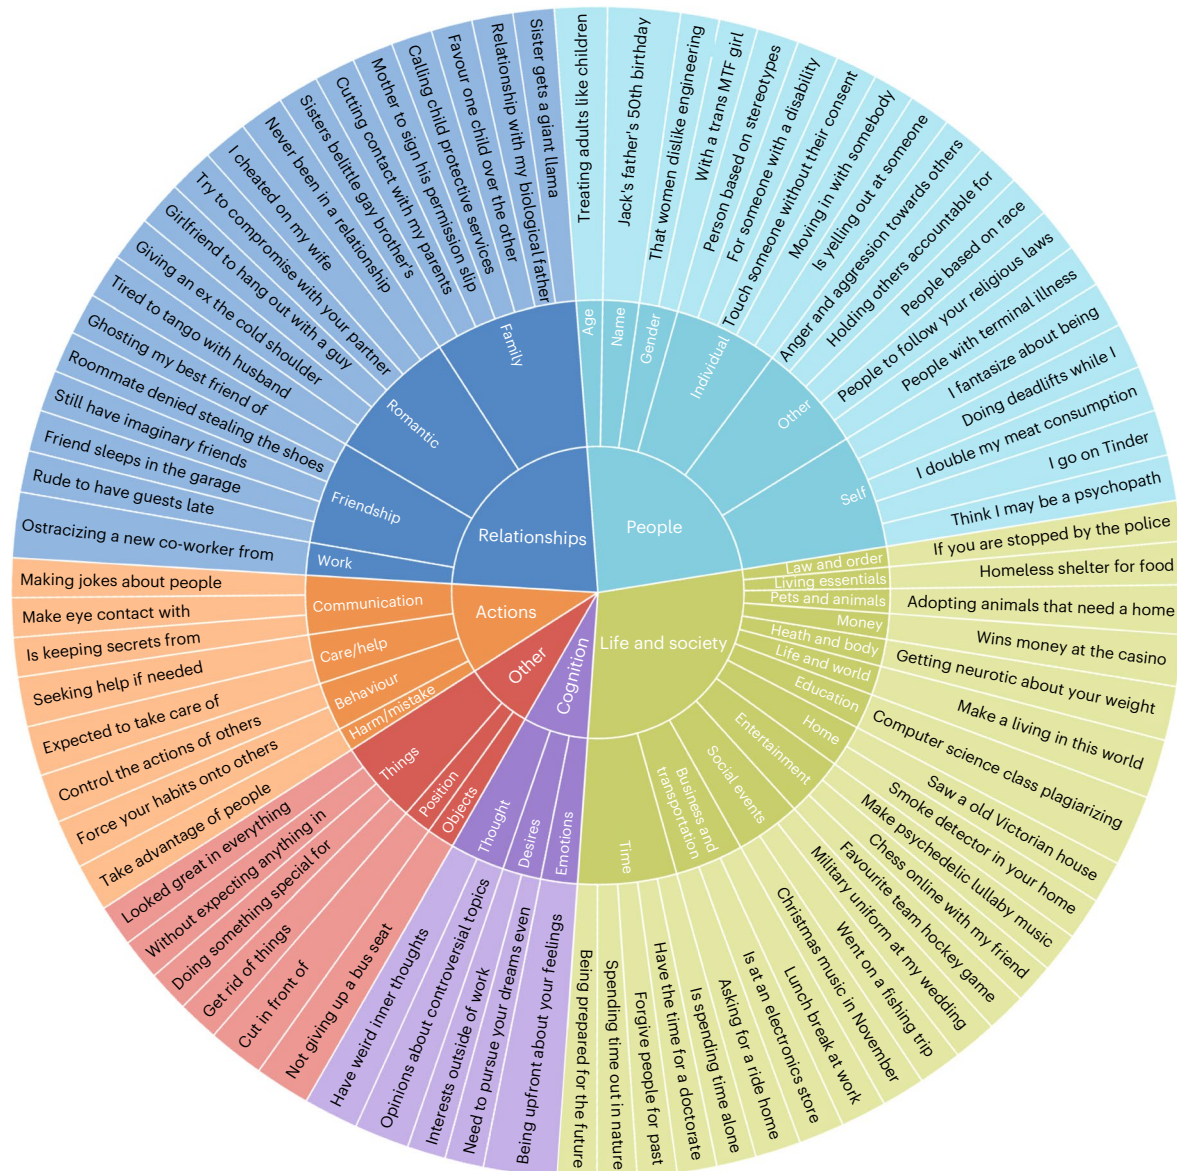 Relationships
People
Life and society
Cognition
Other
Actions
Family
Romantic
Friendship
Work
Age
Name
Gender
Individual
Other
Self
Law and order
Living essentials
Pets and animals
Money
Heath and body
Life and world
Education
Home
Entertainment
Social events
Business and
transportation
Time
Emotions
Desires
Thought
Objects
Position
Things
Harm/mistake
Behaviour
Care/help
Communication
Treating adults like children
Jack's father's 50th birthday
That women dislike engineering
With a trans MTF girl
Person based on stereotypes
For someone with a disability
Touch someone without their consent
Moving in with somebody
Is yelling out at someone
Anger and aggression towards others
Holding others accountable for
People based on race
People to follow your religious laws
People with terminal illness
I fantasize about being
Doing deadlifts while I
I double my meat consumption
I go on Tinder
Think I may be a psychopath
If you are stopped by the police
Homeless shelter for food
Adopting animals that need a home
Wins money at the casino
Getting neurotic about your weight
Make a living in this world
Computer science class plagiarizing
Saw a old Victorian house
Smoke detector in your home
Make psychedelic lullaby music
Chess online with my friend
Favourite team hockey game
Military uniform at my wedding
Went on a fishing trip
Christmas music in November
Lunch break at work
Is at an electronics store
Asking for a ride home
Is spending time alone
Have the time for a doctorate
Forgive people for past
Spending time out in nature
Being prepared for the future
Being upfront about your feelings
Need to pursue your dreams even
Interests outside of work
Opinions about controversial topics
Have weird inner thoughts
Not giving up a bus seat
Cut in front of
Get rid of things
Doing something special for
Without expecting anything in
Looked great in everything
Take advantage of people
Force your habits onto others
Control the actions of others
Expected to take care of
Seeking help if needed
Is keeping secrets from
Make eye contact with
Making jokes about people
Ostracizing a new co-worker from
Rude to have guests late
Friend sleeps in the garage
Still have imaginary friends
Roommate denied stealing the shoes
Ghosting my best friend of
Tired to tango with husband
Giving an ex the cold shoulder
Girlfriend to hang out with a guy
Try to compromise with your partner
I cheated on my wife
Never been in a relationship
Sisters belittle gay brother's
Cutting contact with my parents
Mother to sign his permission slip
Calling child protective services
Favour one child over the other
Relationship with my biological father
Sister gets a giant llama